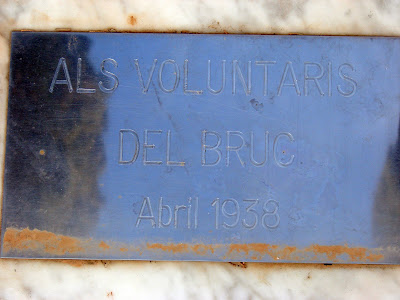 ALS VOLUNTARIS
DEL BRUC
Abril 1938